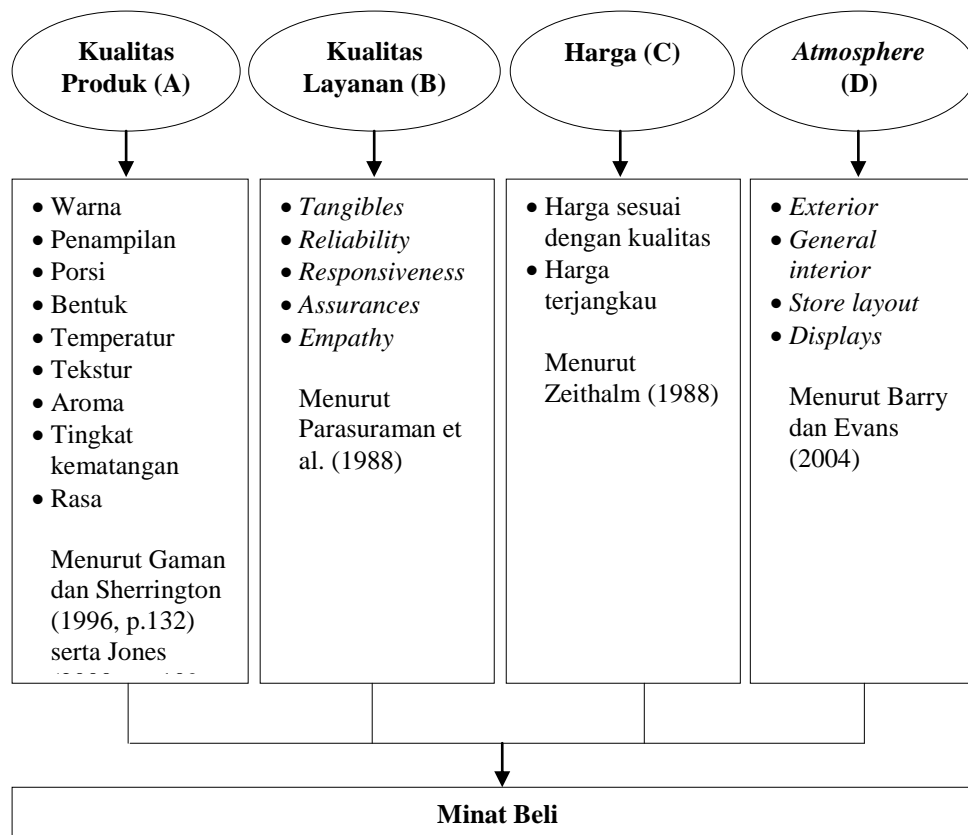 Kualitas
Produk (A)
Kualitas
Layanan (B)
Harga (C)
Atmosphere
(D)
• Warna
• Penampilan
• Porsi
• Bentuk
• Temperatur
• Tekstur
• Aroma
• Tingkat
kematangan
• Rasa
Menurut Gaman
dan Sherrington
(1996, p.132)
serta Jones
• Tangibles
• Reliability
• Responsiveness
• Assurances
• Empathy
Menurut
Parasuraman et
al. (1988)
• Harga sesuai
dengan kualitas
• Harga
terjangkau
Menurut
Zeithalm (1988)
• Exterior
• General
interior
• Store layout
• Displays
Menurut Barry
dan Evans
(2004)
Minat Beli